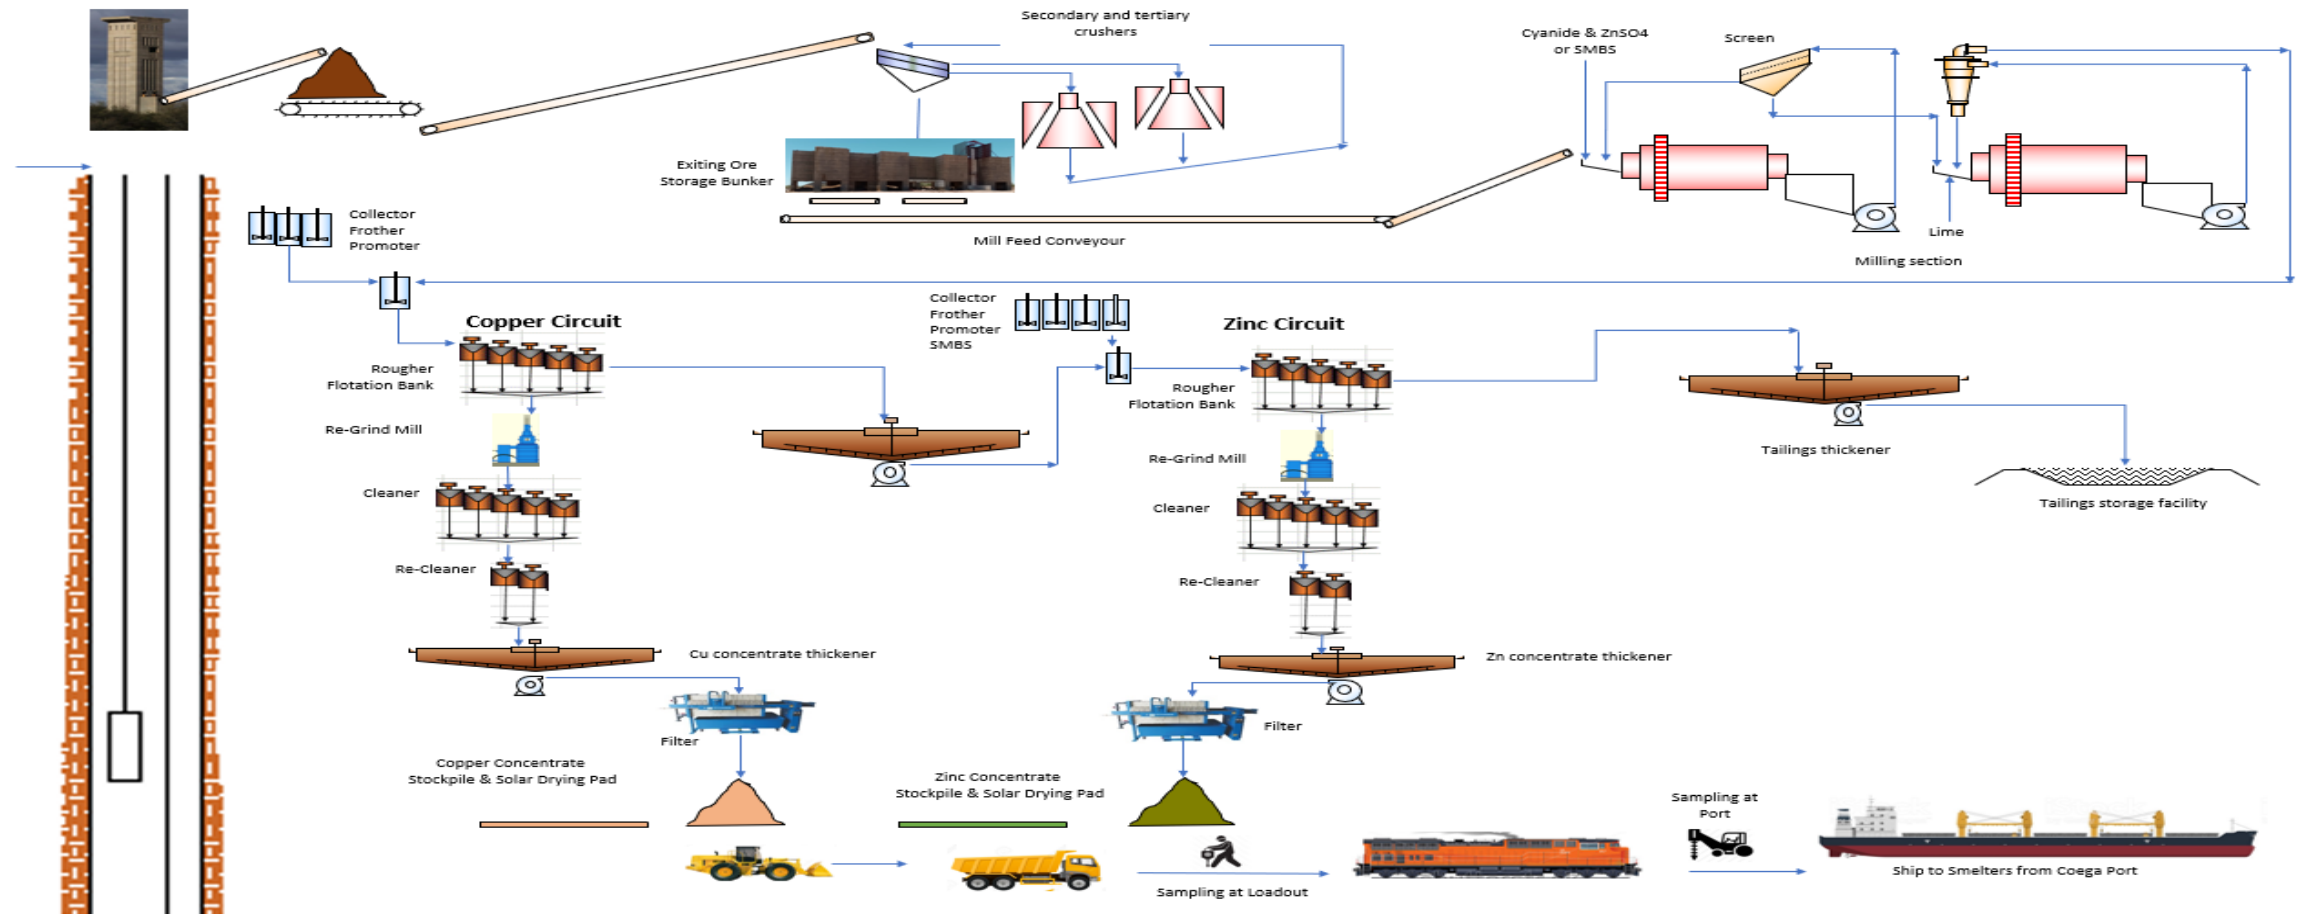 Secondary and tertiary
crushers
Cyanide & ZnSO4
or SMBS
Screen
Exiting Ore
Storage Bunker
Mill Feed Conveyour
Lime
Milling section
Collector
Frother
Promoter
Copper Circuit
Rougher
Flotation Bank
Re-Grind Mill
Cleaner
Re-Cleaner
Cu concentrate thickener
Filter
Copper Concentrate
Stockpile & Solar Drying Pad
Collector
Frother
Promoter
SMBS
Zinc Circuit
Rougher
Flotation Bank
Re-Grind Mill
Cleaner
Re-Cleaner
Zn concentrate thickener
Filter
Zinc Concentrate
Stockpile & Solar Drying Pad
Tailings thickener
Tailings storage facility
Sampling at Loadout
Sampling at
Port
Ship to Smelters from Coega Port